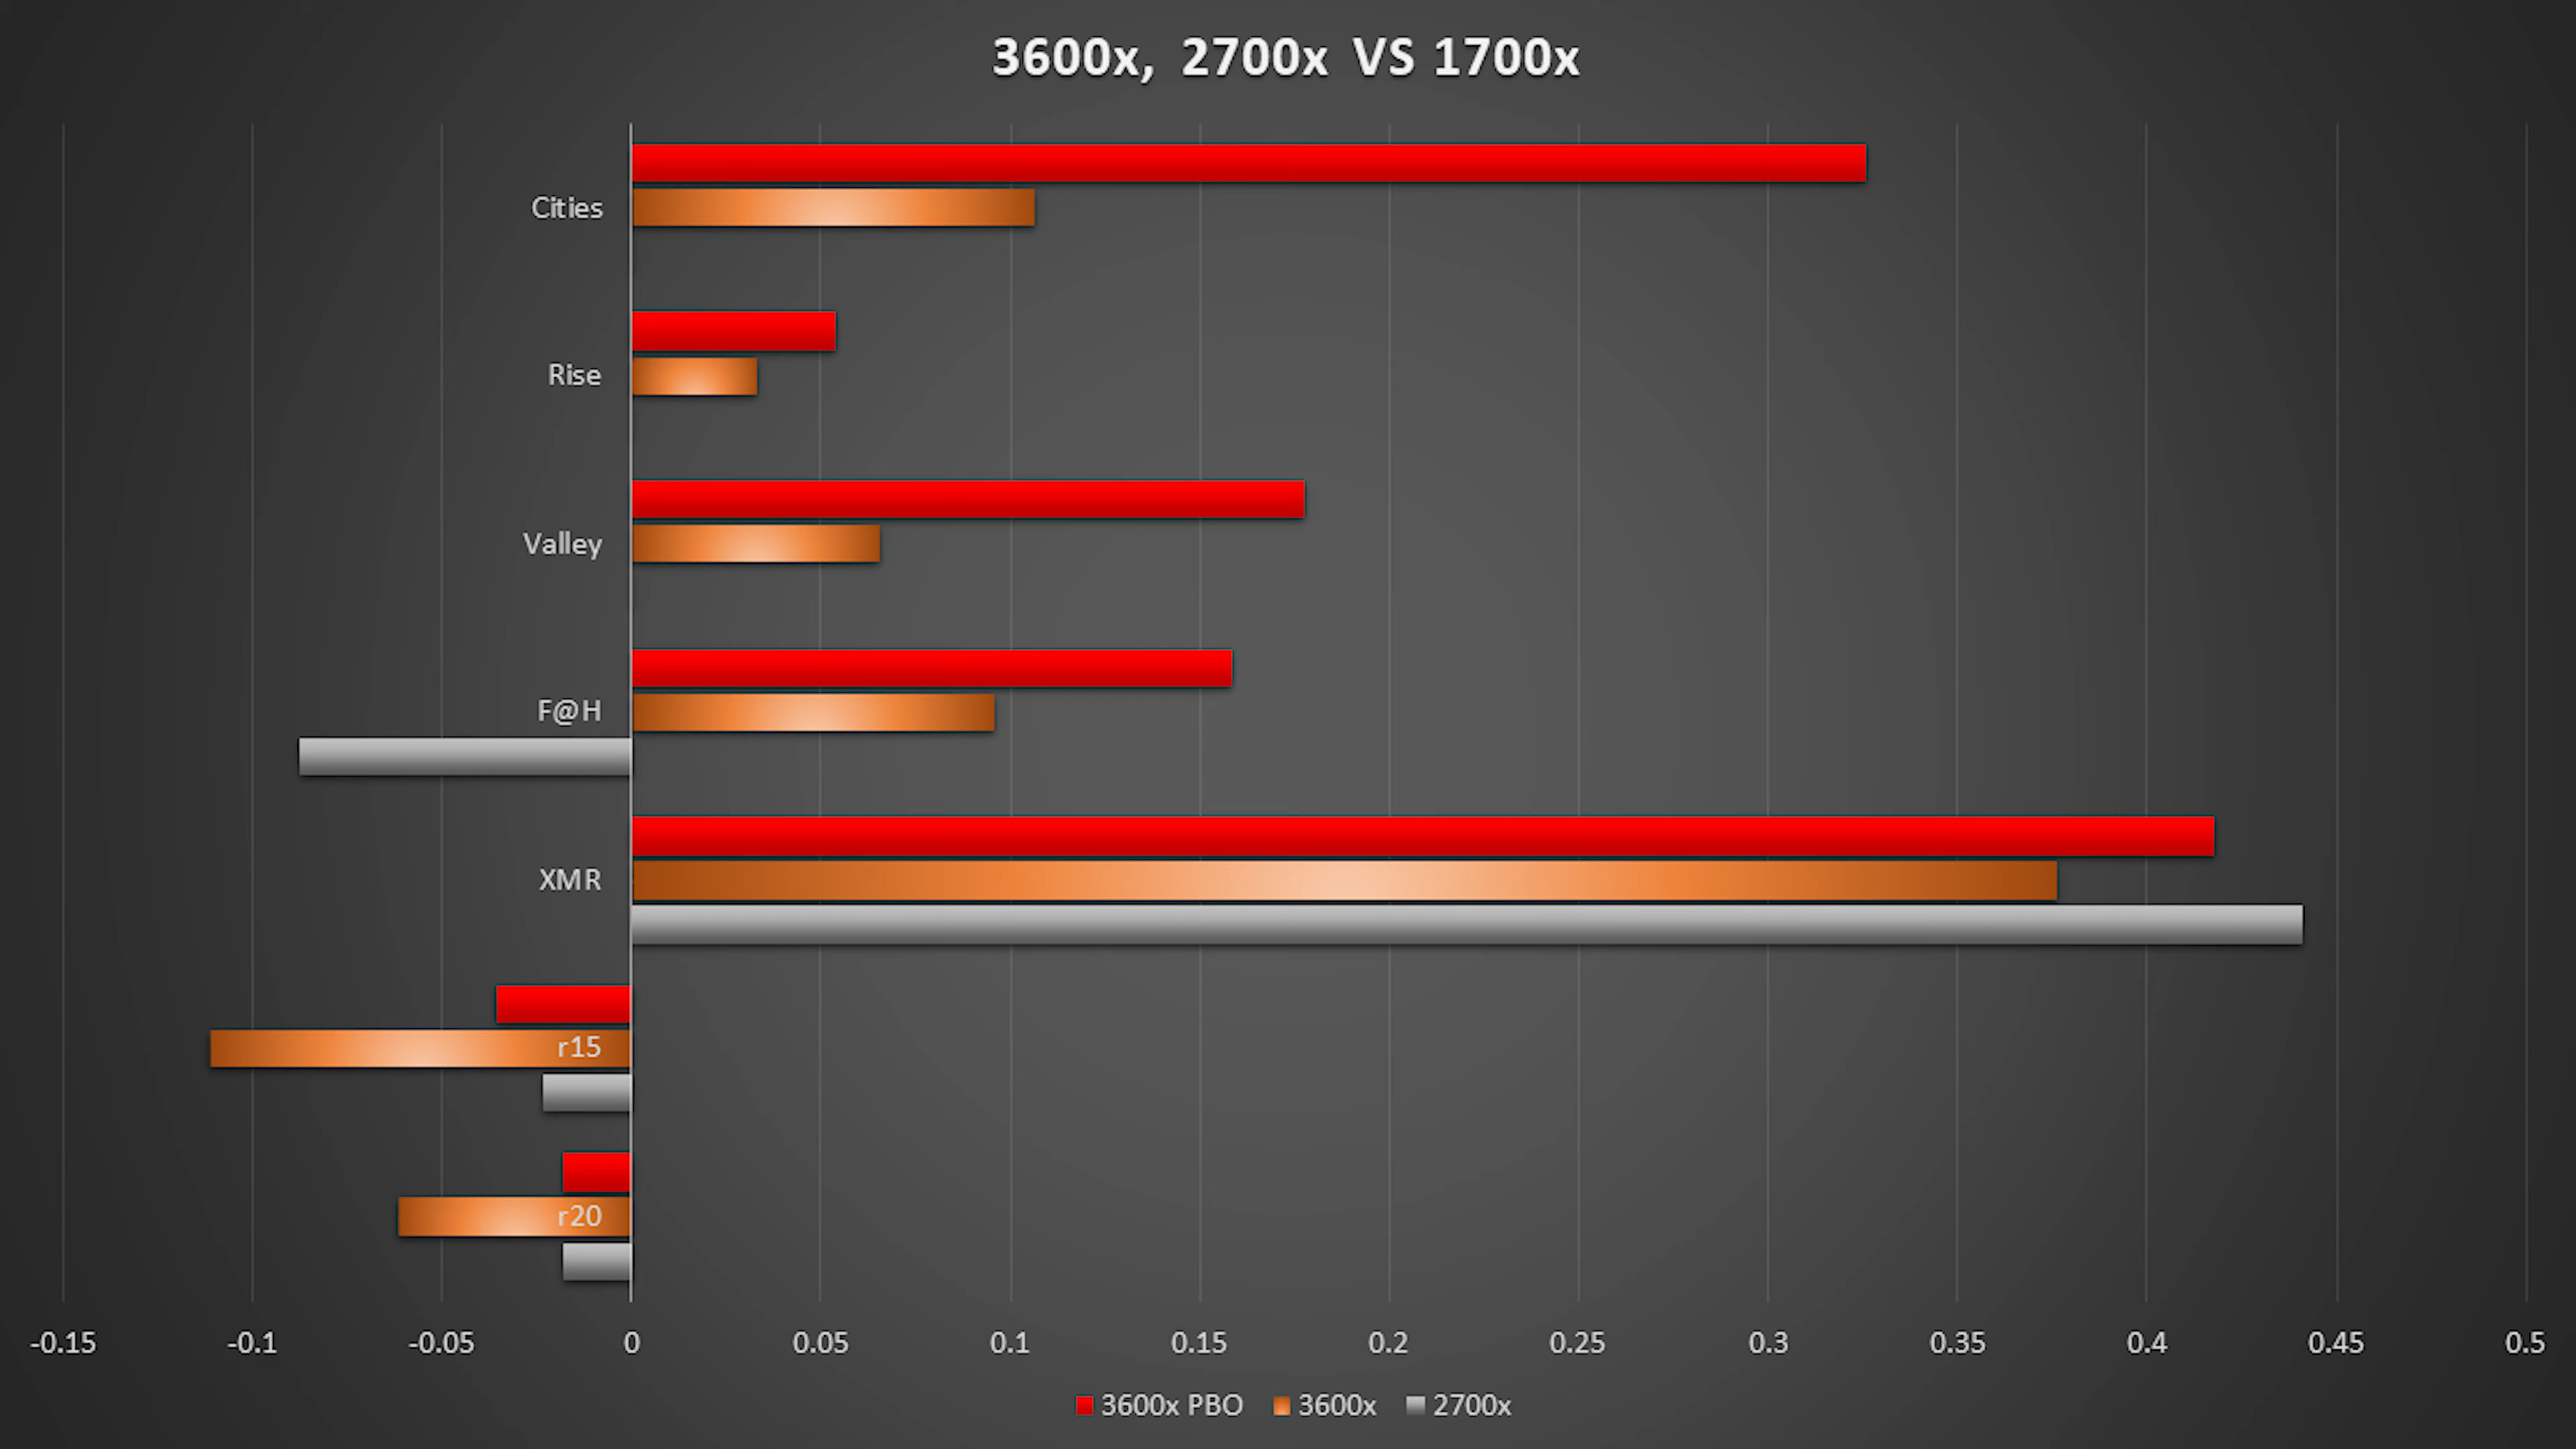 3600x, 2700x VS 1700x
Cities
Rise
Valley
F@H
XMR
r15
r20
-0.15 -0.1 -0.05 0 0.05 0.1 0.15 0.2 0.25 0.3 0.35 0.4 0.45 0.5
3600x PBO 3600x 2700x